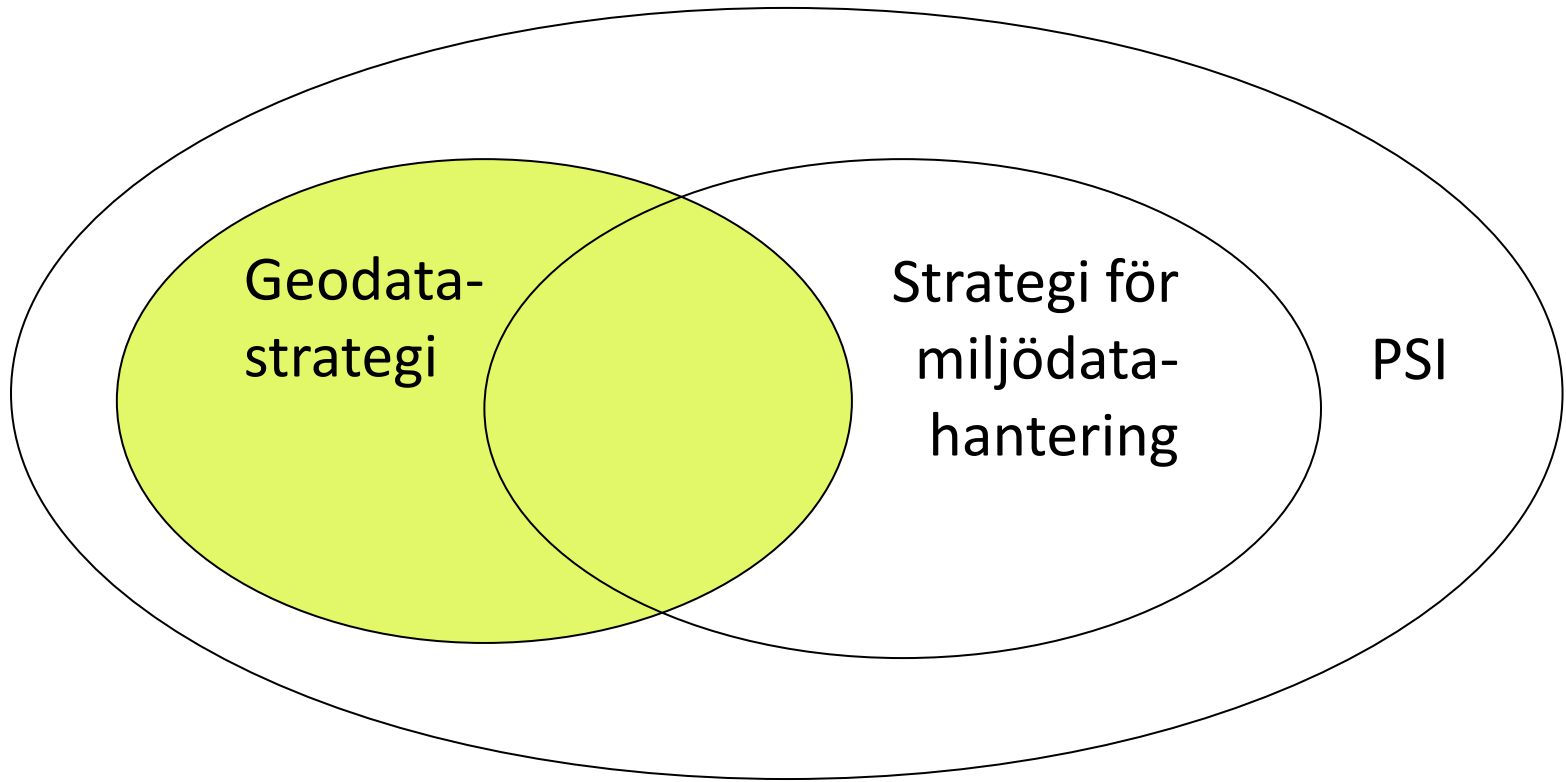 Geodata-
strategi
Strategi för
miljödata-
hantering
PSI